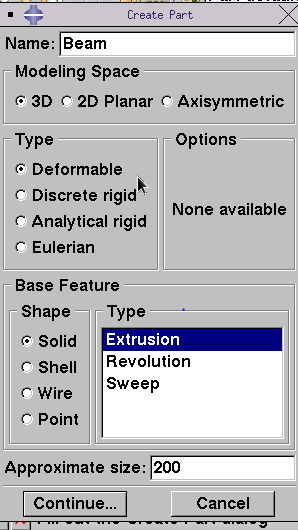 Create Part
Name: Beam
Modeling Space
3D 2D Planar Axisymmetric
Type Options
Deformable
Discrete rigid
Analytical rigid
Eulerian
None available
Base Feature
Shape Type
Solid
Shell
Wire
Point
Extrusion
Revolution
Sweep
Approximate size: 200
Continue... Cancel